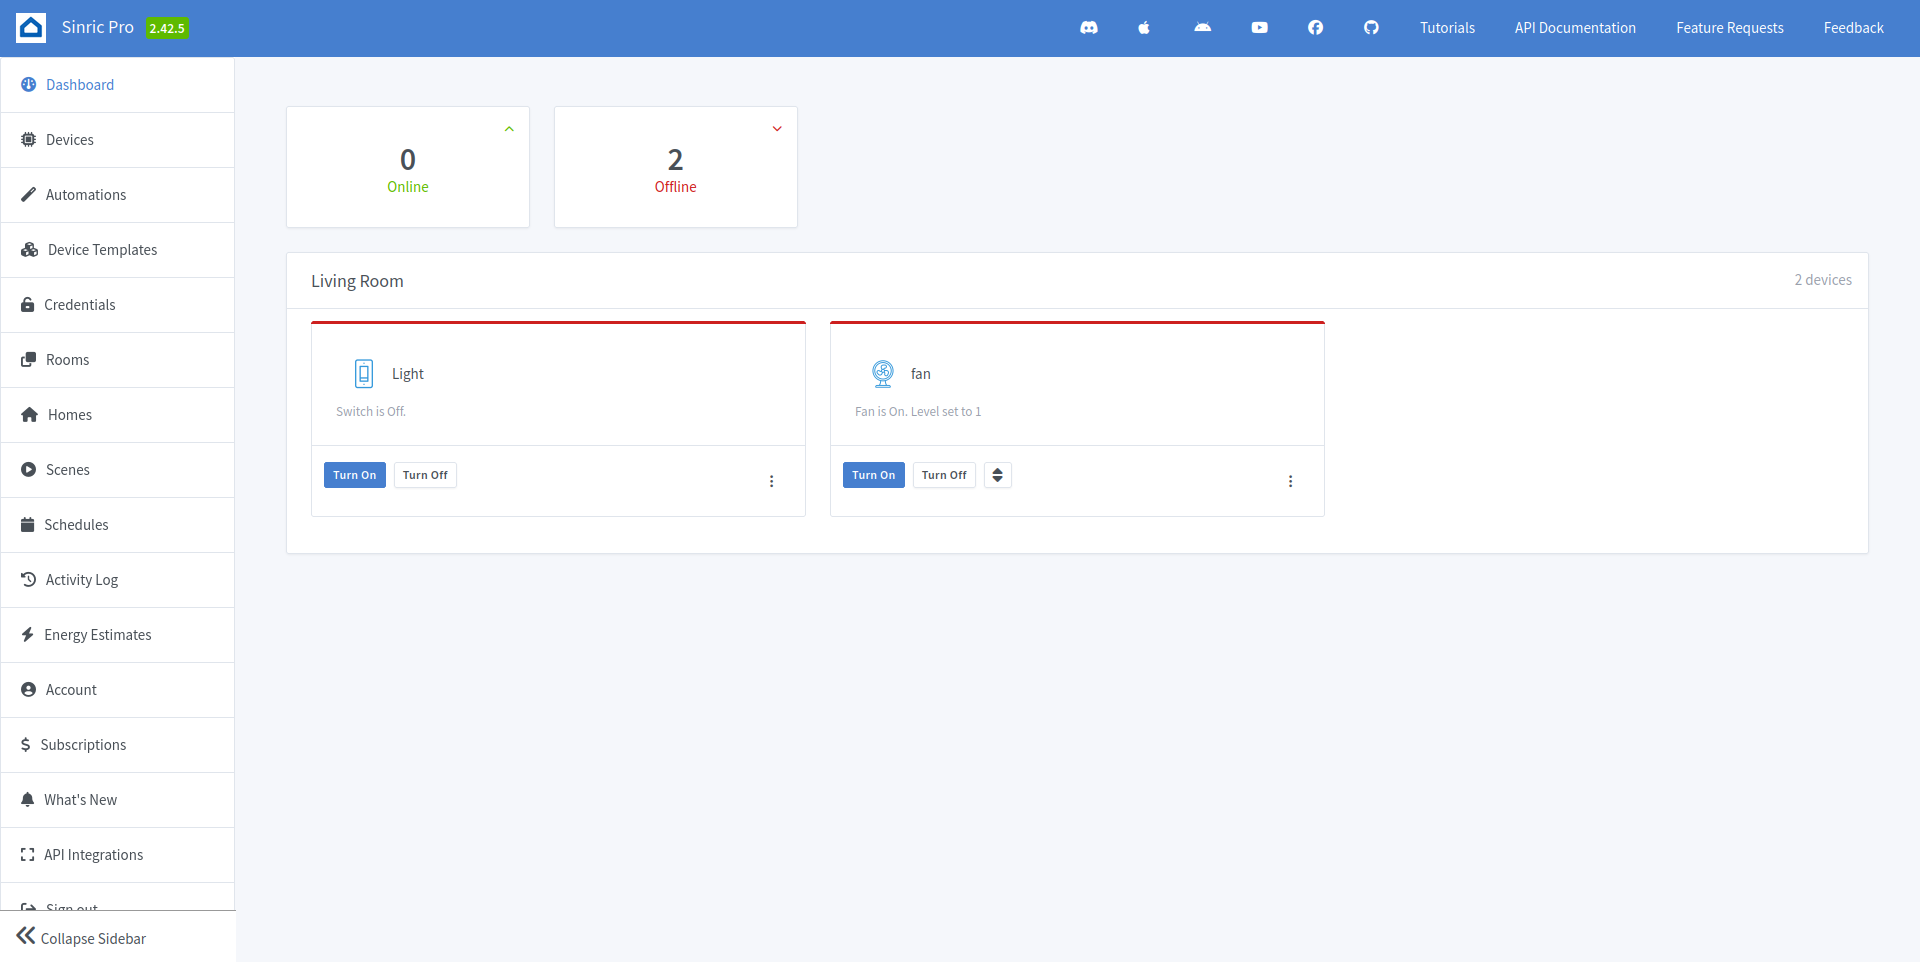 Sinric Pro 2.42.5
Tutorials
API Documentation
Feature Requests
Feedback
Dashboard
Devices
Automations
Device Templates
Credentials
Rooms
Homes
Scenes
Schedules
Activity Log
Energy Estimates
Account
Subscriptions
What's New
API Integrations
Sign out
Collapse Sidebar
0
Online
2
Offline
Living Room
2 devices
Light
Switch is Off.
Turn On
Turn Off
fan
Fan is On. Level set to 1
Turn On
Turn Off